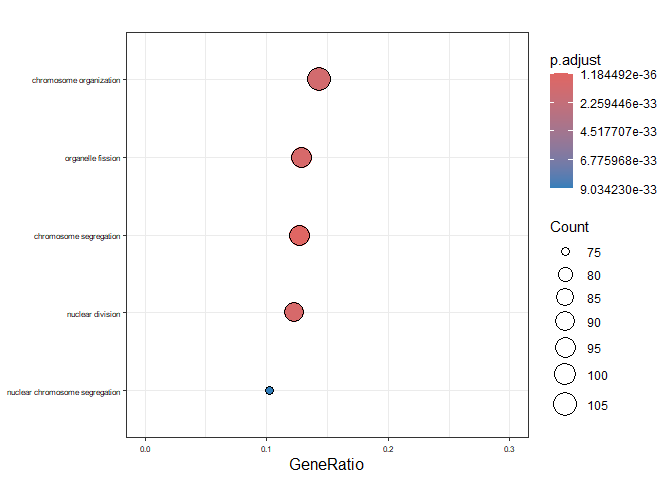 chromosome organization
organelle fission
chromosome segregation
nuclear division
nuclear chromosome segregation
0.0
0.1
0.2
0.3
GeneRatio
p.adjust
1.184492e-36
2.259446e-33
4.517707e-33
6.775968e-33
9.034230e-33
Count
75
80
85
90
95
100
105